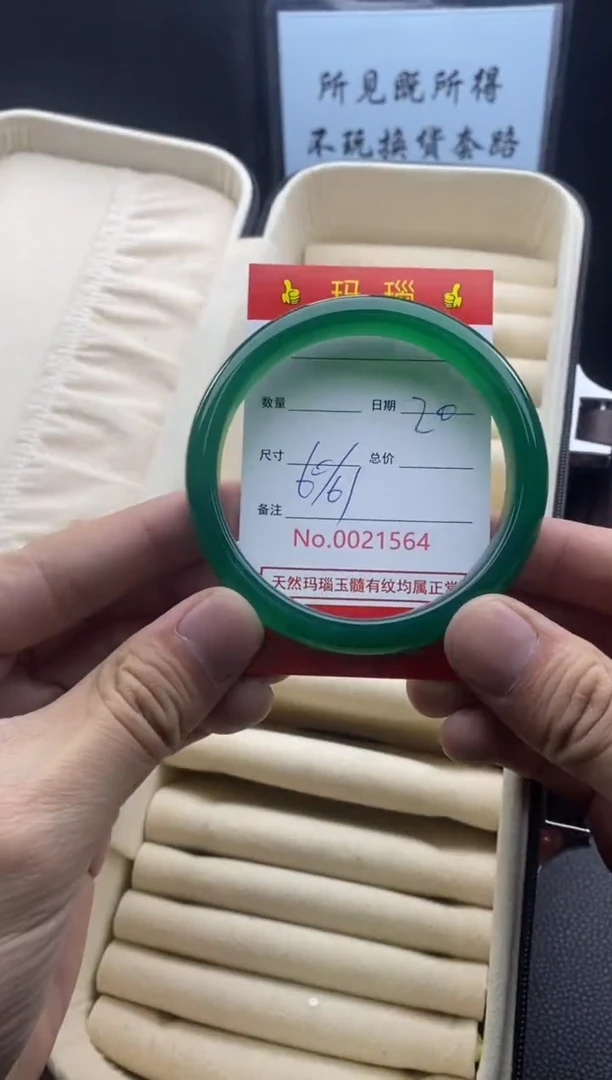 所见既所得
不玩换货套路
玛瑙
数量 日期 20
尺寸 总价
备注
No.0021564
天然玛瑙玉髓有纹均属正常